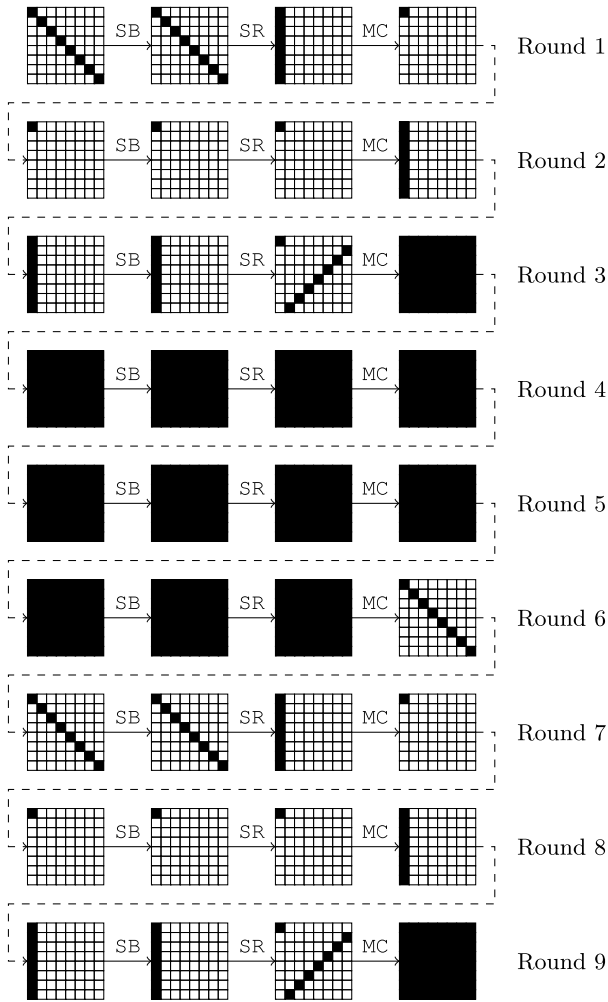 SB SR MC Round 1
SB SR MC Round 2
SB SR MC Round 3
SB SR MC Round 4
SB SR MC Round 5
SB SR MC Round 6
SB SR MC Round 7
SB SR MC Round 8
SB SR MC Round 9